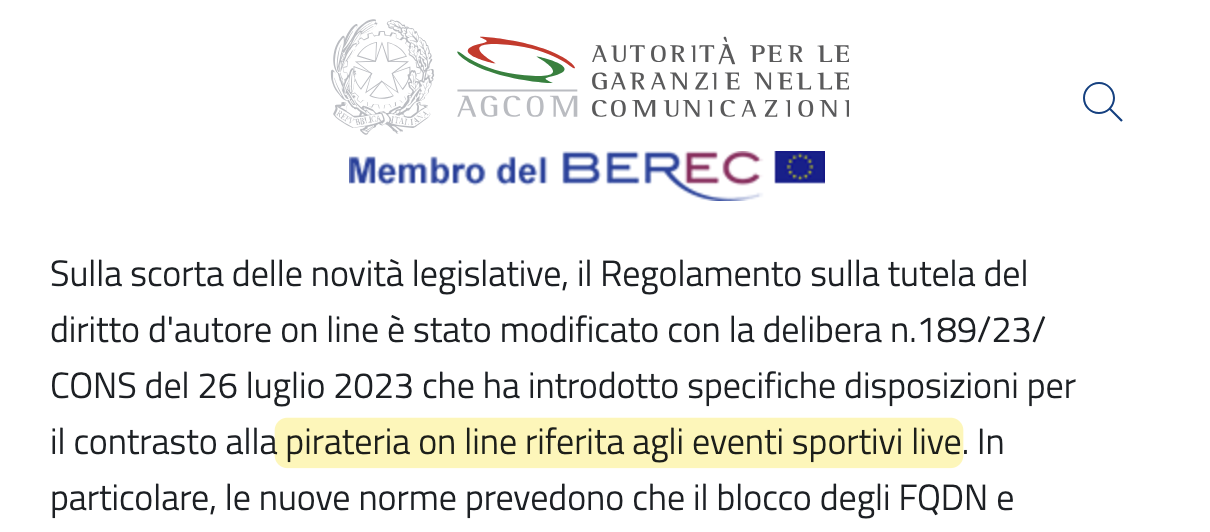 REPVBBLICA ITALIANA
AGCOM
AUTORITÀ PER LE
GARANZIE NELLE
COMUNICAZIONI
Membro del BEREC
Sulla scorta delle novità legislative, il Regolamento sulla tutela del
diritto d'autore on line è stato modificato con la delibera n.189/23/
CONS del 26 luglio 2023 che ha introdotto specifiche disposizioni per
il contrasto alla pirateria on line riferita agli eventi sportivi live. In
particolare, le nuove norme prevedono che il blocco degli FQDN e